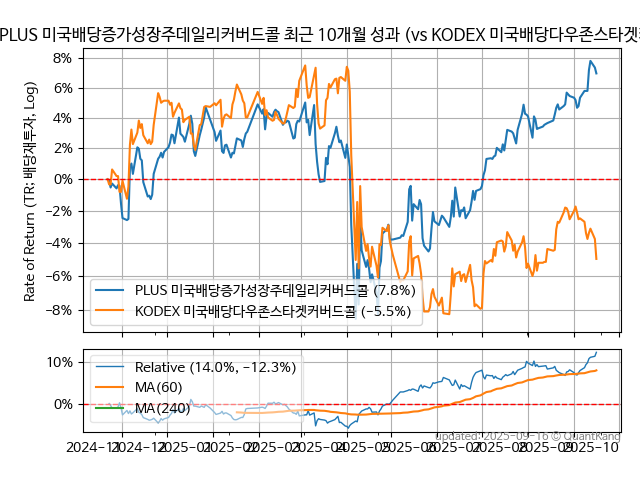 PLUS 미국배당증가성장주데일리커버드콜 최근 10개월 성과 (vs KODEX 미국배당다우존스타겟
8%
6%
4%
2%
0%
−2%
−4%
−6%
−8%
Rate of Return (TR: 배당재투자, Log)
PLUS 미국배당증가성장주데일리커버드콜 (7.8%)
KODEX 미국배당다우존스타겟커버드콜 (−5.5%)
10%
0%
Relative (14.0%, −12.3%)
MA(60)
MA(240)
updated: 2025-09-16 © QuantKang
2024-11 2024-12 2025-01 2025-02 2025-03 2025-04 2025-05 2025-06 2025-07 2025-08 2025-09 2025-10